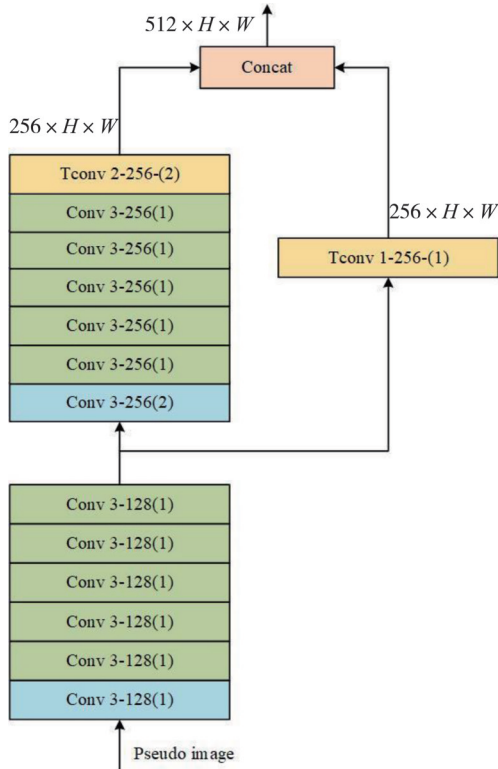 512 × H × W
Concat
256 × H × W
Tconv 2-256-(2)
Conv 3-256(1)
Conv 3-256(1)
Conv 3-256(1)
Conv 3-256(1)
Conv 3-256(1)
Conv 3-256(2)
256 × H × W
Tconv 1-256-(1)
Conv 3-128(1)
Conv 3-128(1)
Conv 3-128(1)
Conv 3-128(1)
Conv 3-128(1)
Conv 3-128(1)
Pseudo image